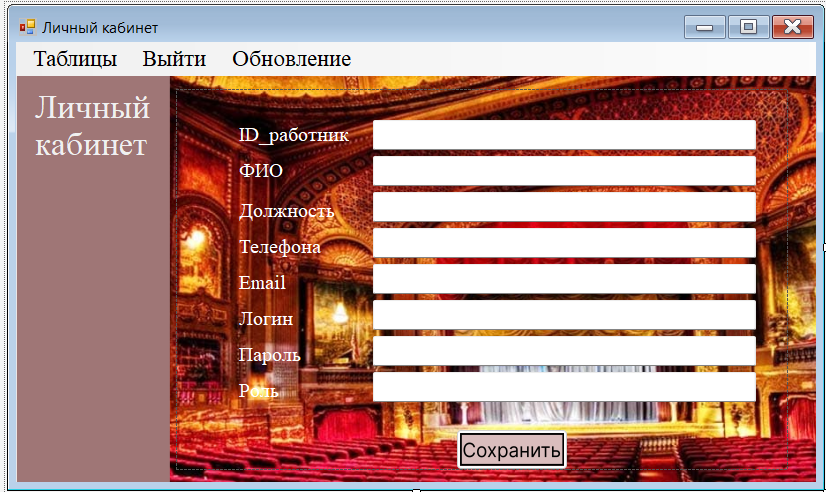 Личный кабинет
Таблицы Выйти Обновление
Личный
кабинет
ID_работник
ФИО
Должность
Телефона
Email
Логин
Пароль
Роль
Сохранить